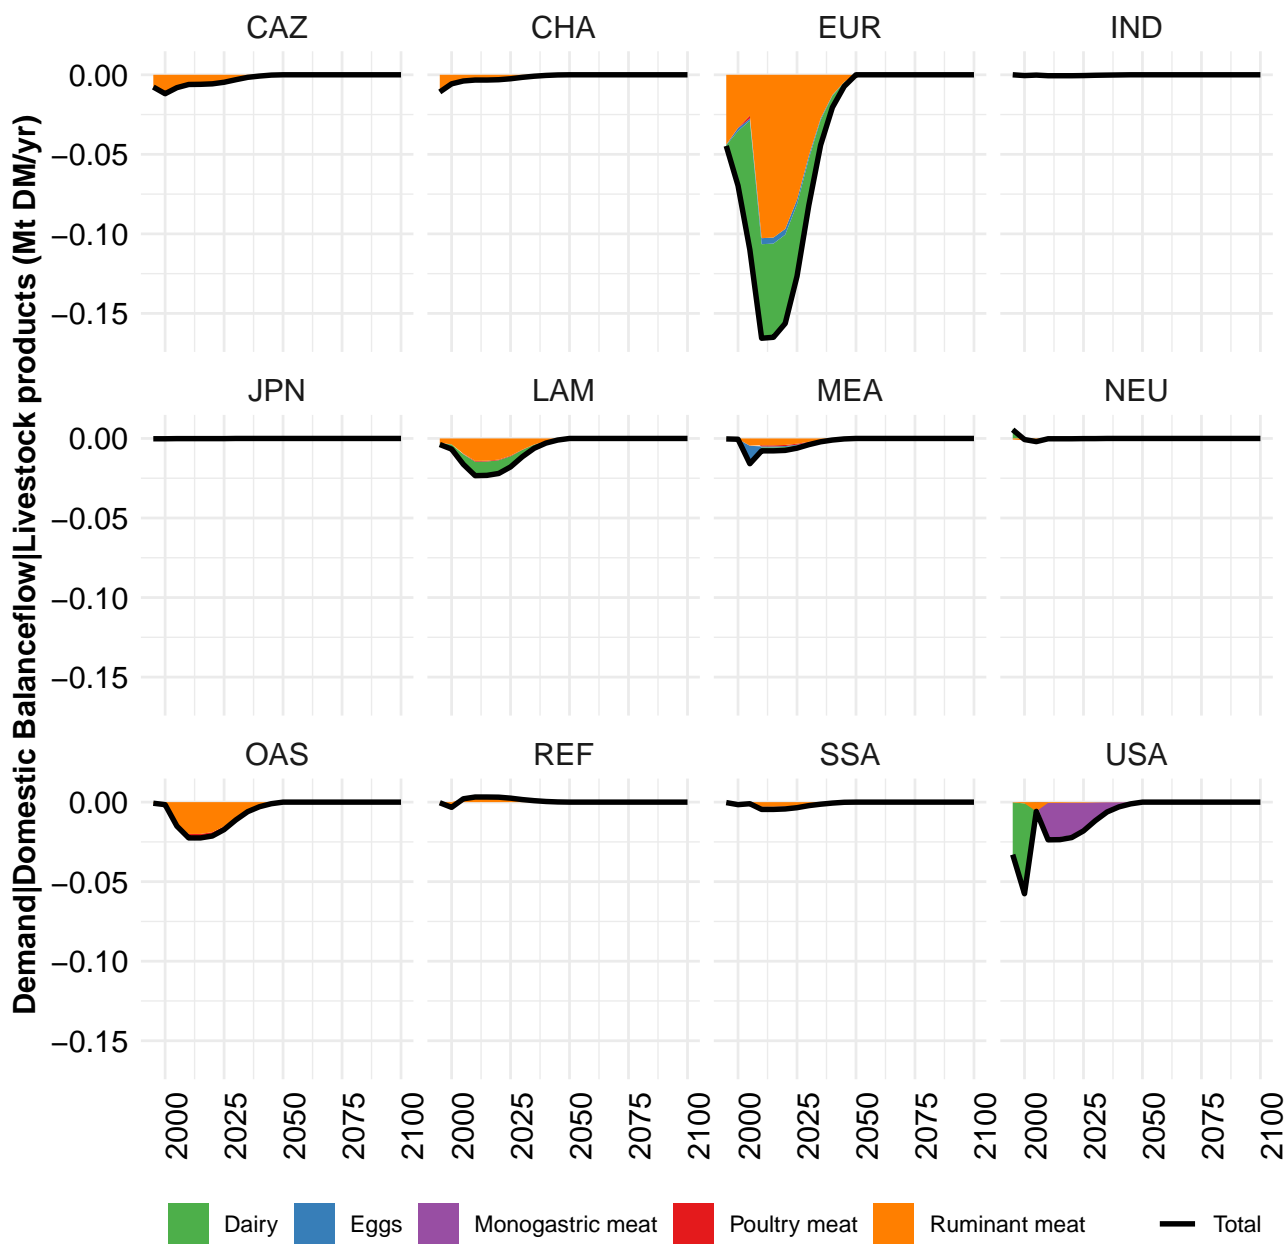 CAZ CHA EUR IND
0.00
−0.05
−0.10
−0.15
JPN LAM MEA NEU
0.00
−0.05
−0.10
−0.15
OAS REF SSA USA
0.00
−0.05
−0.10
−0.15
Demand|Domestic Balanceflow|Livestock products (Mt DM/yr)
2000 2025 2050 2075 2100 2000 2025 2050 2075 2100 2000 2025 2050 2075 2100 2000 2025 2050 2075 2100
Dairy Eggs Monogastric meat Poultry meat Ruminant meat Total